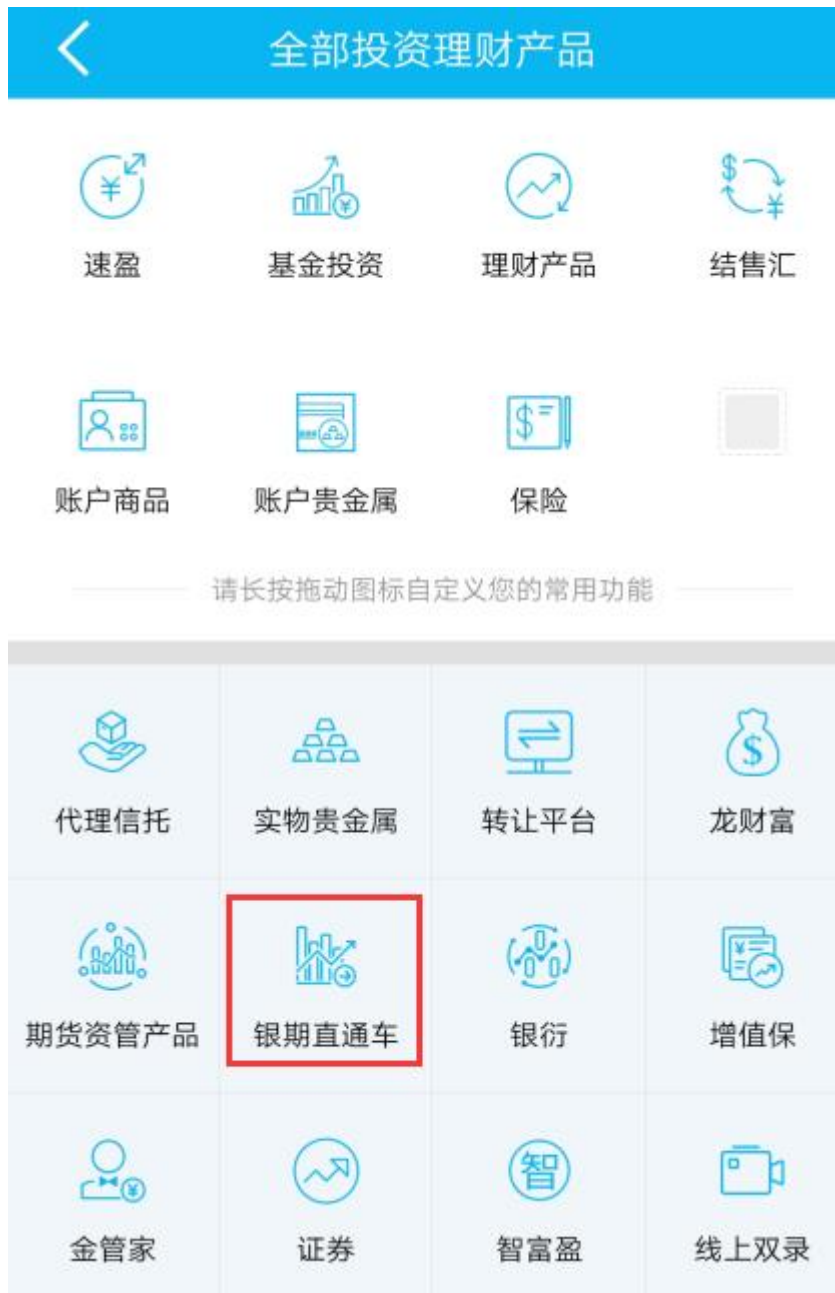 全部投资理财产品
速盈 基金投资 理财产品 结售汇
账户商品 账户贵金属 保险
请长按拖动图标自定义您的常用功能
代理信托 实物贵金属 转让平台 龙财富
期货资管产品 银期直通车 银衍 增值保
智
金管家 证券 智富盈 线上双录